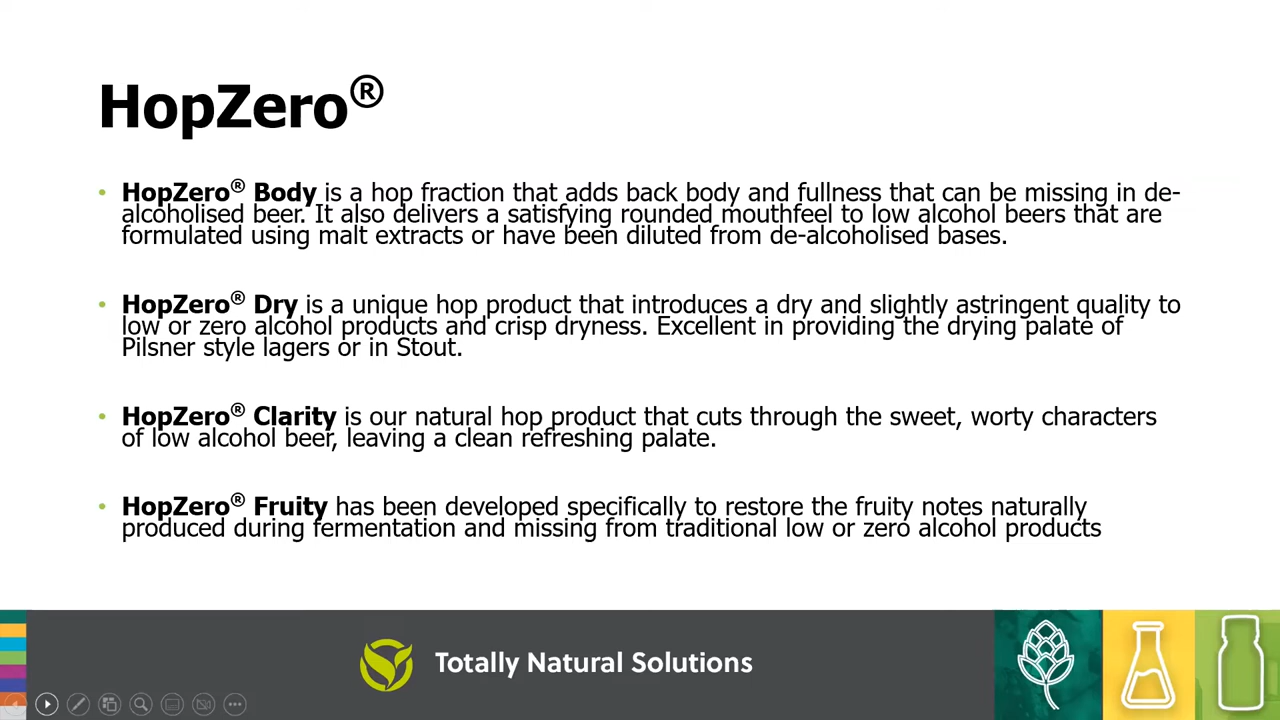 HopZero®
• HopZero® Body is a hop fraction that adds back body and fullness that can be missing in de-
alcoholised beer. It also delivers a satisfying rounded mouthfeel to low alcohol beers that are
formulated using malt extracts or have been diluted from de-alcoholised bases.
• HopZero® Dry is a unique hop product that introduces a dry and slightly astringent quality to
low or zero alcohol products and crisp dryness. Excellent in providing the drying palate of
Pilsner style lagers or in Stout.
• HopZero® Clarity is our natural hop product that cuts through the sweet, worty characters
of low alcohol beer, leaving a clean refreshing palate.
• HopZero® Fruity has been developed specifically to restore the fruity notes naturally
produced during fermentation and missing from traditional low or zero alcohol products
Totally Natural Solutions